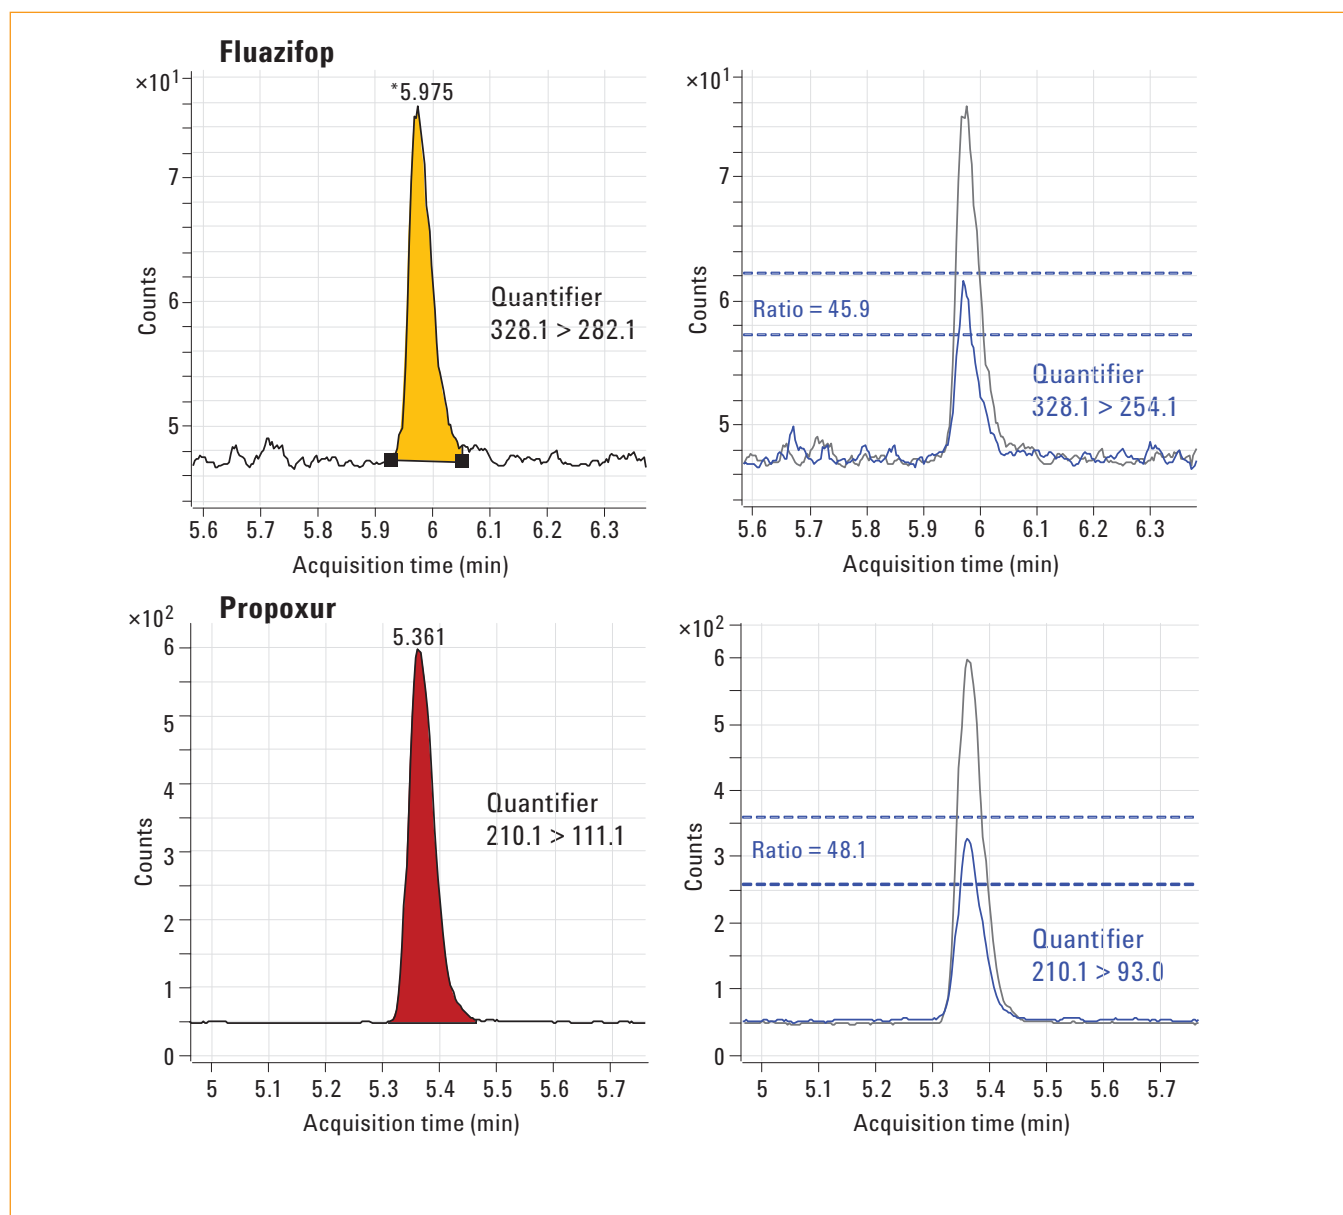 Fluazifop
×10¹
*5.975
7
6
5
Counts
Quantifier
328.1 > 282.1
5.6 5.7 5.8 5.9 6 6.1 6.2 6.3
Acquisition time (min)
×10¹
7
6
5
Counts
Ratio = 45.9
Quantifier
328.1 > 254.1
5.6 5.7 5.8 5.9 6 6.1 6.2 6.3
Acquisition time (min)
Propoxur
×10²
5.361
6
5
4
3
2
1
0
Counts
Quantifier
210.1 > 111.1
5 5.1 5.2 5.3 5.4 5.5 5.6 5.7
Acquisition time (min)
×10²
6
5
4
3
2
1
0
Counts
Ratio = 48.1
Quantifier
210.1 > 93.0
5 5.1 5.2 5.3 5.4 5.5 5.6 5.7
Acquisition time (min)